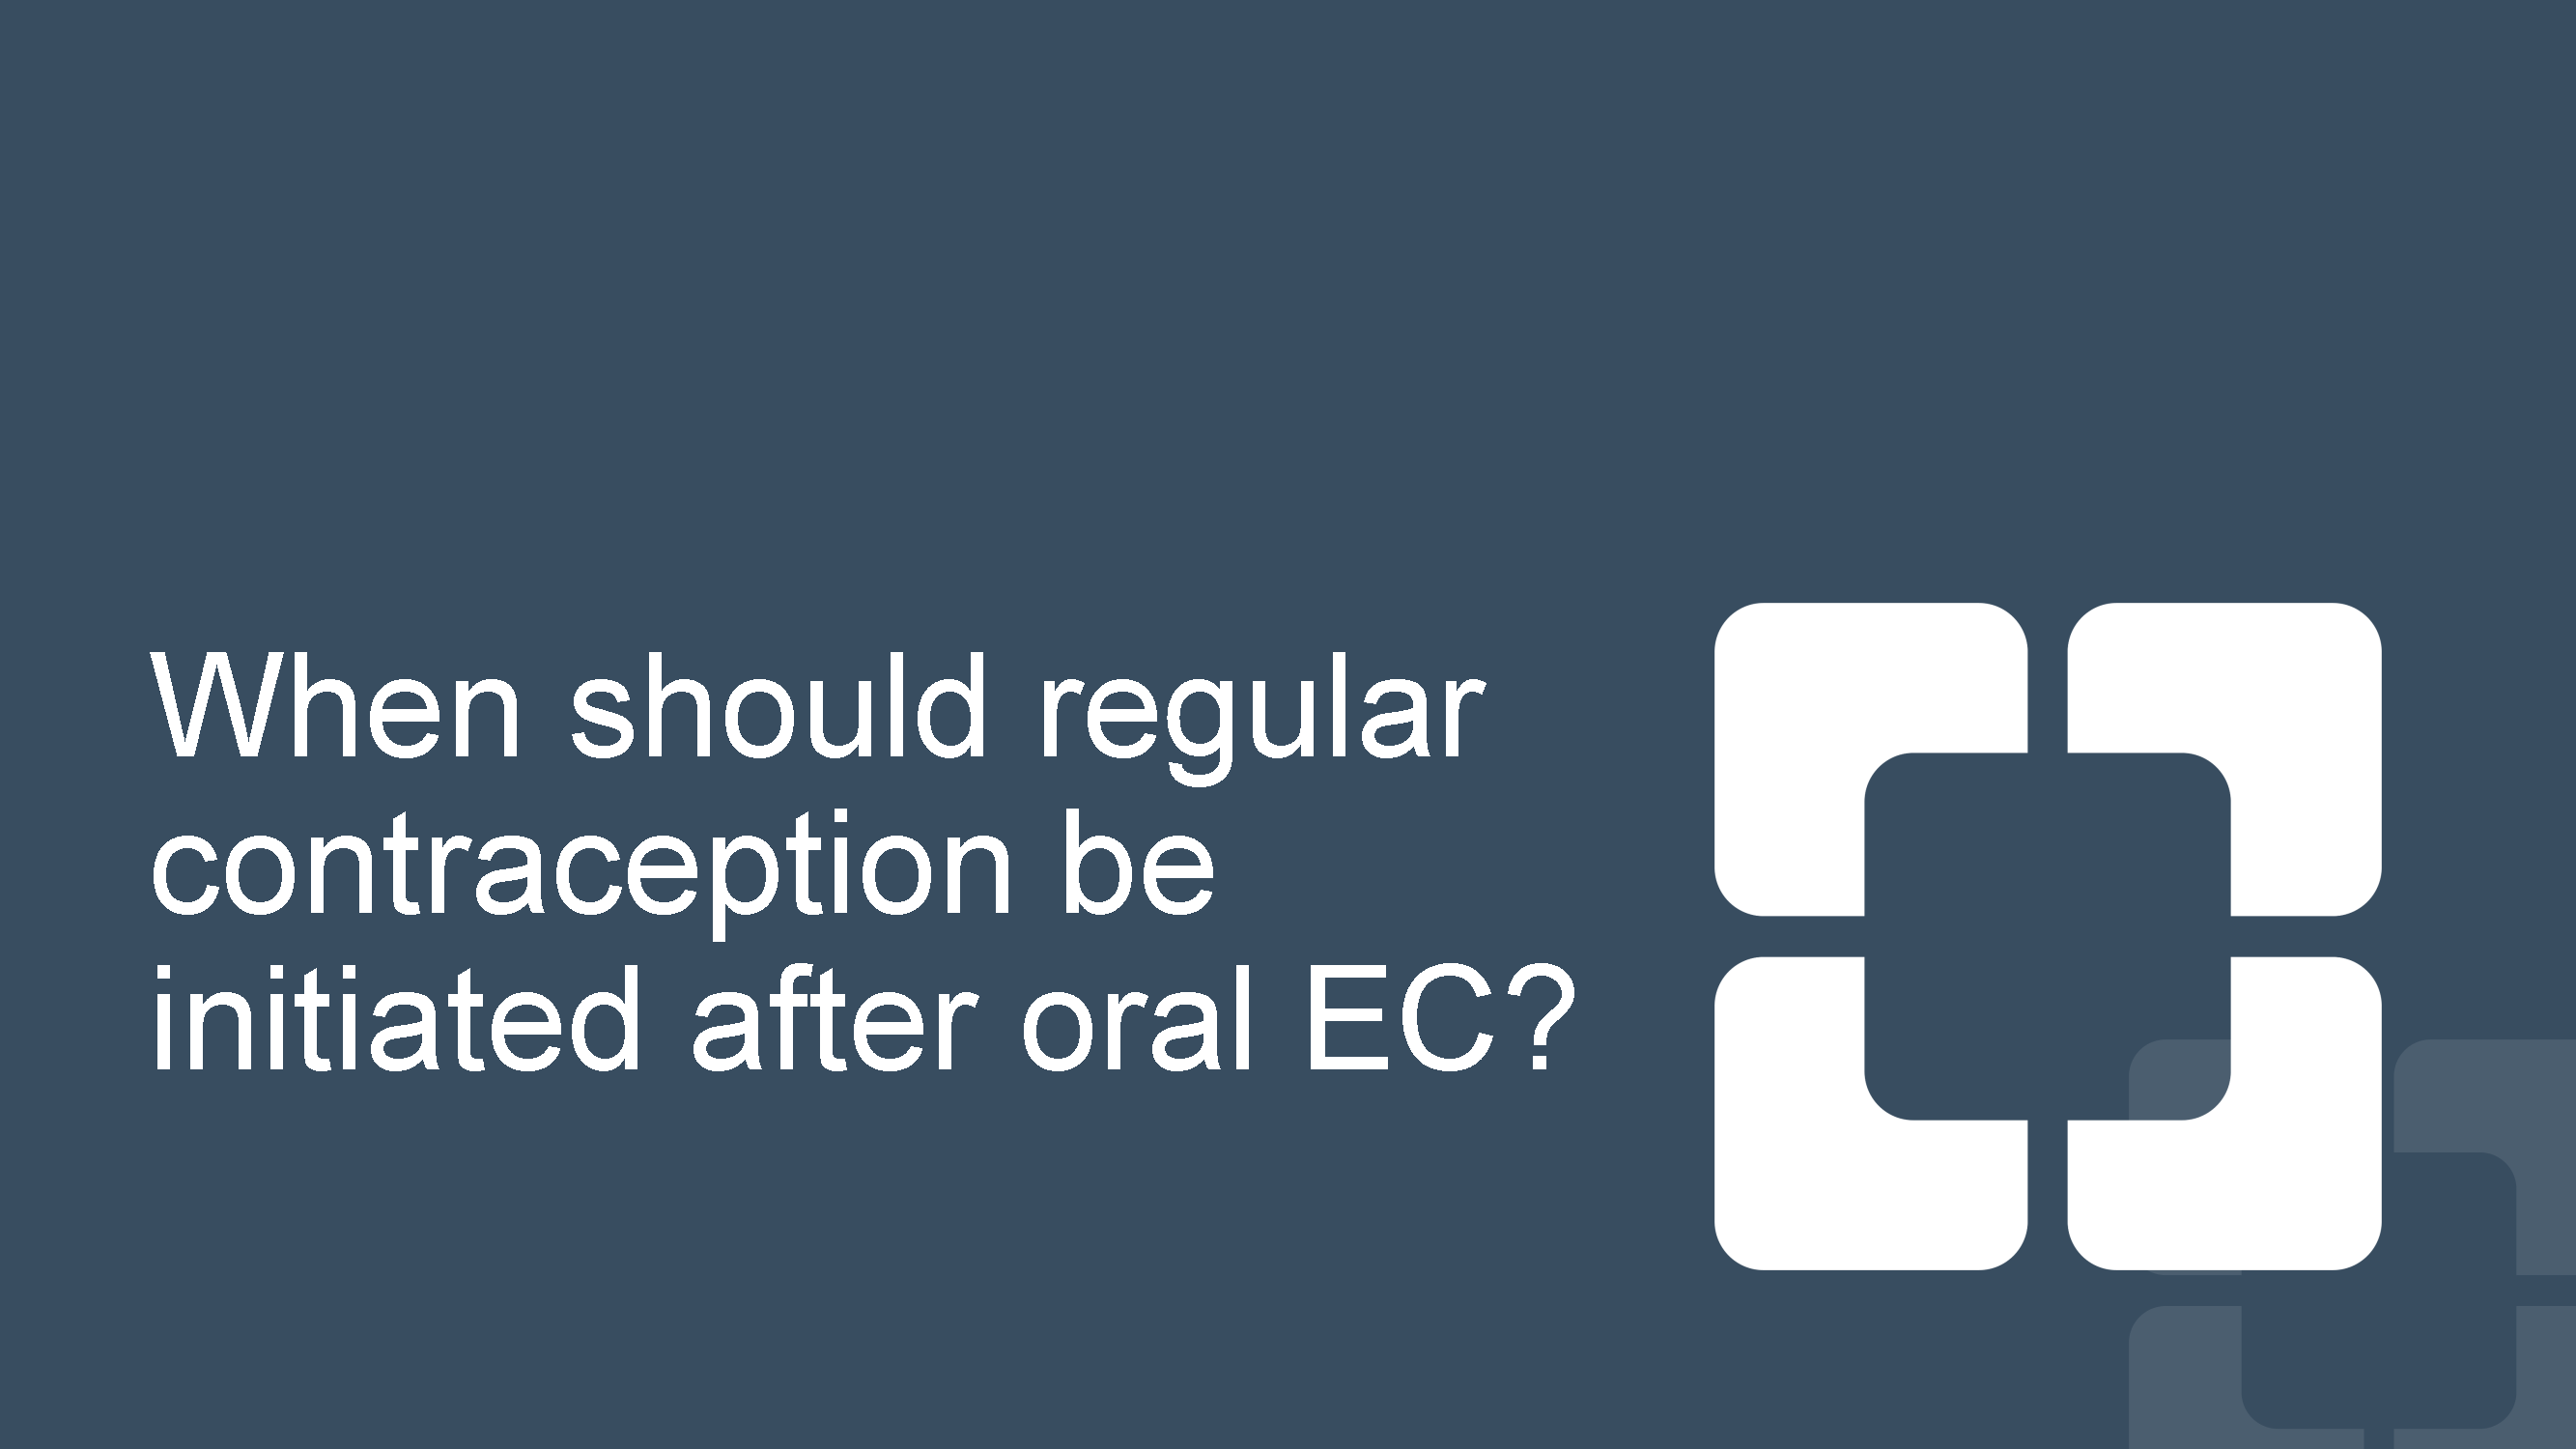 When should regular
contraception be
initiated after oral EC?